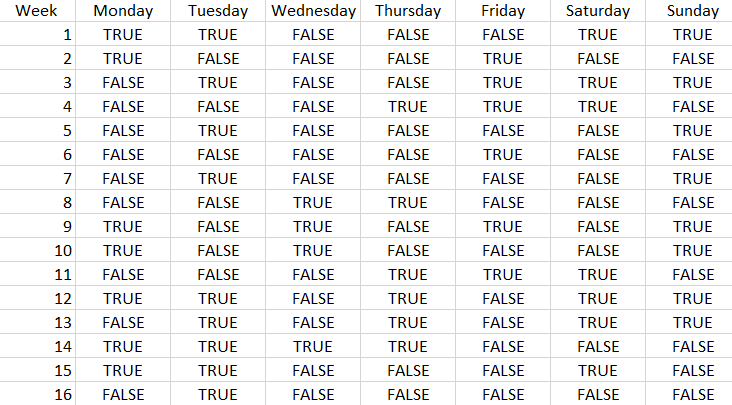 Week Monday Tuesday Wednesday Thursday Friday Saturday Sunday
1 TRUE TRUE FALSE FALSE FALSE TRUE TRUE
2 TRUE FALSE FALSE FALSE TRUE FALSE FALSE
3 FALSE TRUE FALSE FALSE TRUE TRUE TRUE
4 FALSE FALSE FALSE TRUE TRUE TRUE FALSE
5 FALSE TRUE FALSE FALSE FALSE FALSE TRUE
6 FALSE FALSE FALSE FALSE TRUE FALSE FALSE
7 FALSE TRUE FALSE FALSE FALSE FALSE TRUE
8 FALSE FALSE TRUE TRUE FALSE FALSE FALSE
9 TRUE FALSE TRUE FALSE TRUE FALSE TRUE
10 TRUE FALSE TRUE FALSE FALSE FALSE TRUE
11 FALSE FALSE FALSE TRUE TRUE TRUE FALSE
12 TRUE TRUE FALSE TRUE FALSE TRUE TRUE
13 FALSE TRUE FALSE TRUE FALSE TRUE TRUE
14 TRUE TRUE TRUE TRUE FALSE FALSE FALSE
15 TRUE TRUE FALSE FALSE FALSE TRUE FALSE
16 FALSE TRUE FALSE FALSE FALSE FALSE FALSE